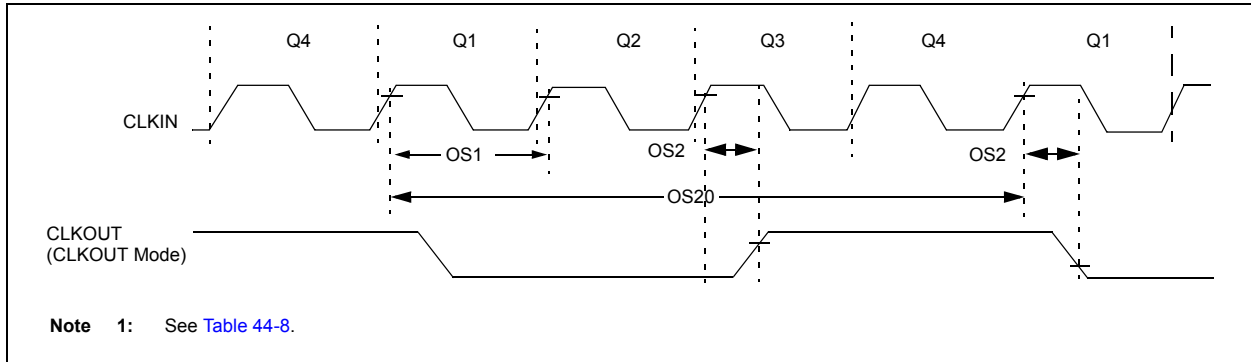 Q4 Q1 Q2 Q3 Q4 Q1
CLKIN
OS1 OS2 OS2
OS20
CLKOUT
(CLKOUT Mode)
Note 1: See Table 44-8.